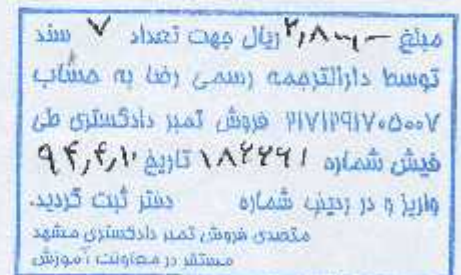 مبلغ ۲,۸۰۰,۰۰۰ ریال جهت تعداد ۷ سند
توسط دارالترجمه رسمی رضا به حساب
۲۱۷۱۲۹۱۷۰۵۰۰۷ فروش تمبر دادگستری طی
فیش شماره ۱۸۲۲۶۱ تاریخ ۹۴,۴,۱۰
واریز و در ردیف شماره دفتر ثبت گردید.
متصدی فروش تمبر دادگستری مشهد
مستقر در معاونت آموزش